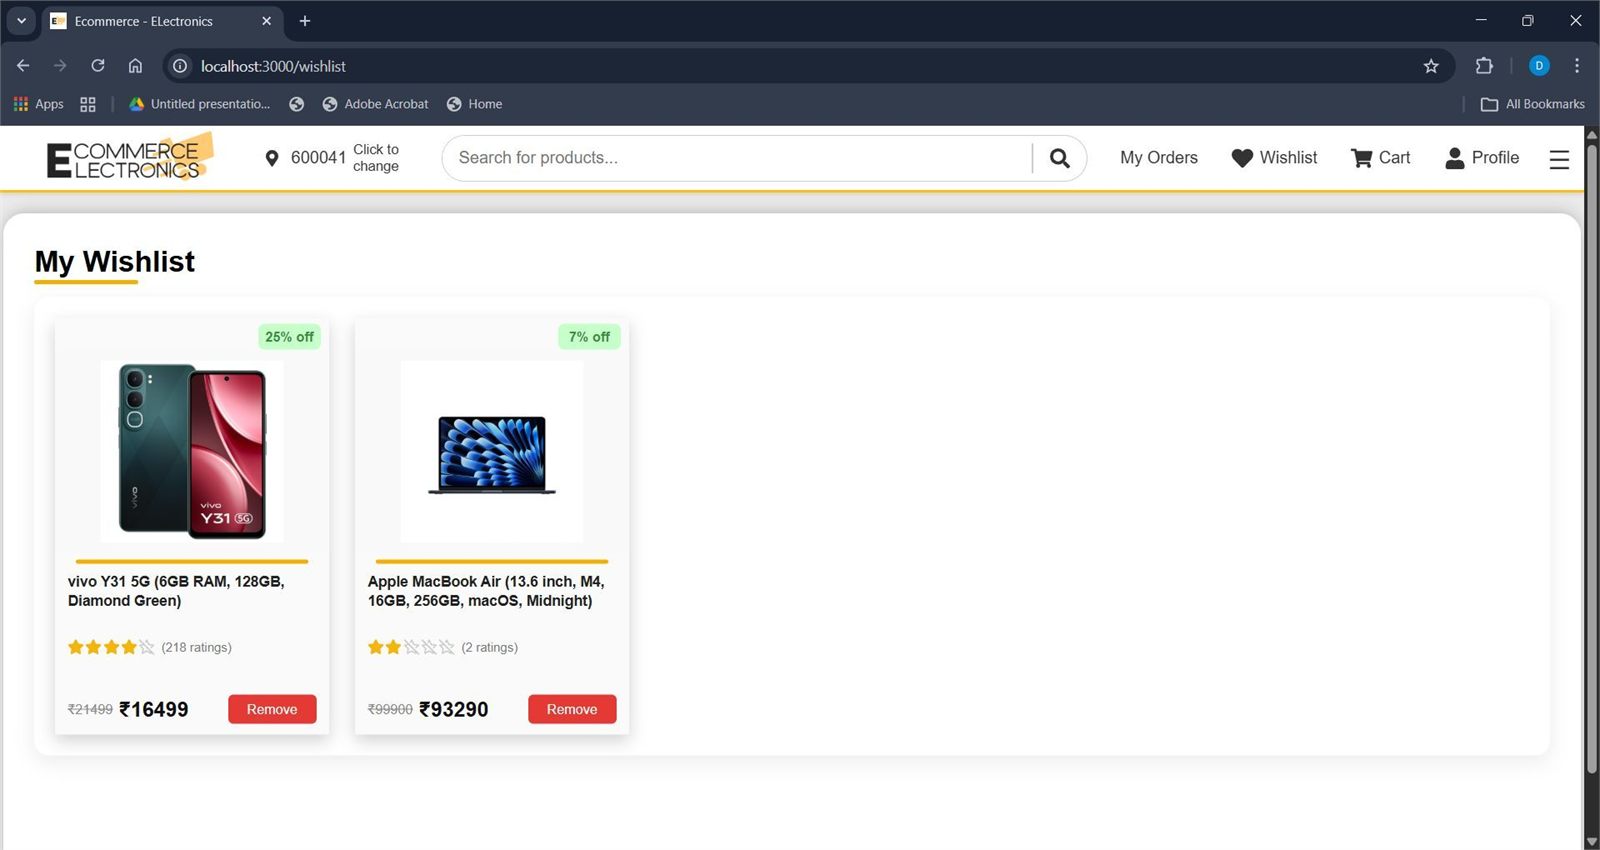 Ecommerce - ELectronics
localhost:3000/wishlist
D
Apps
Untitled presentatio...
Adobe Acrobat
Home
All Bookmarks
ECOMMERCE
LECTRONICS
600041
Click to
change
Search for products...
My Orders
Wishlist
Cart
Profile
My Wishlist
25% off
vivo
vivo
Y31 5G
vivo Y31 5G (6GB RAM, 128GB,
Diamond Green)
(218 ratings)
₹21499 ₹16499
Remove
7% off
Apple MacBook Air (13.6 inch, M4,
16GB, 256GB, macOS, Midnight)
(2 ratings)
₹99900 ₹93290
Remove